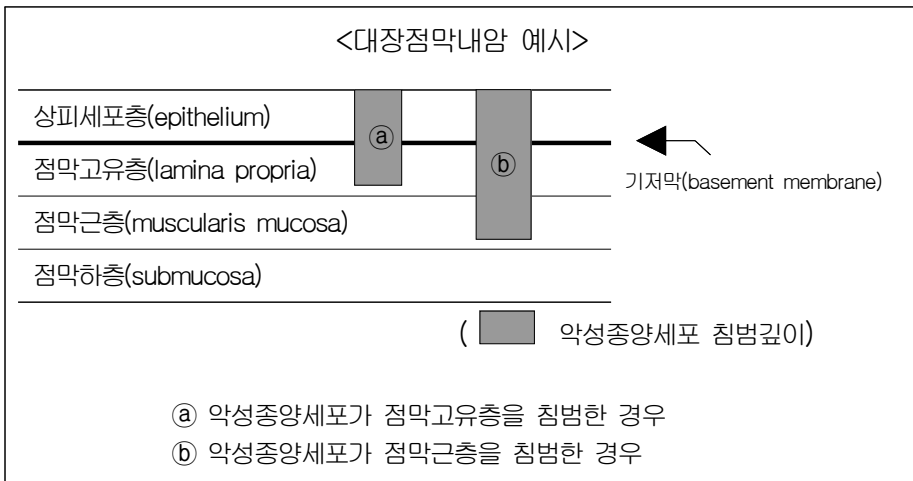 <대장점막내암 예시>
상피세포층(epithelium)
ⓐ
ⓑ
점막고유층(lamina propria)
기저막(basement membrane)
점막근층(muscularis mucosa)
점막하층(submucosa)
( 악성종양세포 침범깊이)
ⓐ 악성종양세포가 점막고유층을 침범한 경우
ⓑ 악성종양세포가 점막근층을 침범한 경우